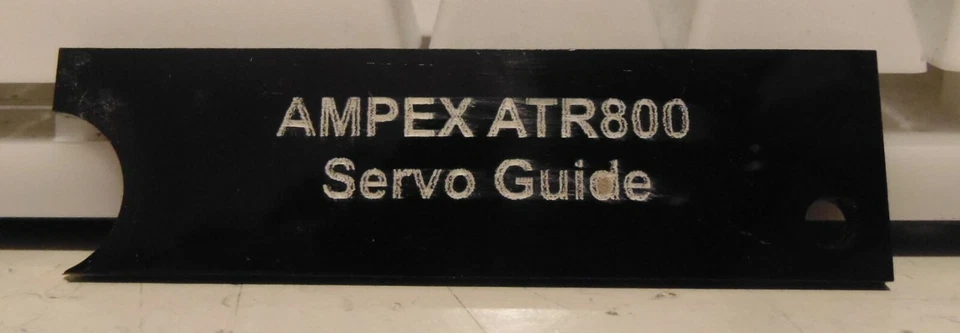 AMPEX ATR800
Servo Guide